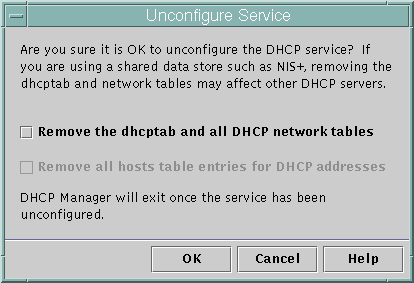 Unconfigure Service
Are you sure it is OK to unconfigure the DHCP service? If
you are using a shared data store such as NIS+, removing the
dhcptab and network tables may affect other DHCP servers.
Remove the dhcptab and all DHCP network tables
Remove all hosts table entries for DHCP addresses
DHCP Manager will exit once the service has been
unconfigured.
OK Cancel Help